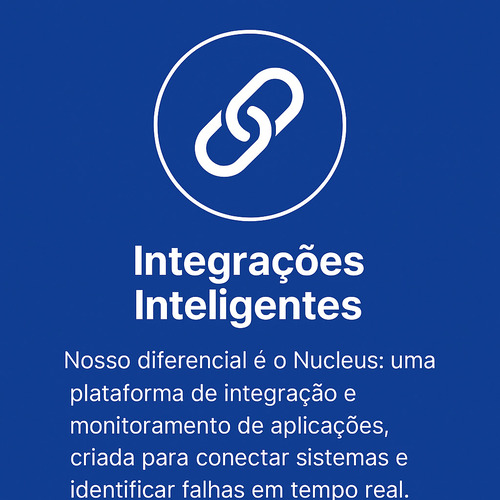 Integrações
Inteligentes
Nosso diferencial é o Nucleus: uma
plataforma de integração e
monitoramento de aplicações,
criada para conectar sistemas e
identificar falhas em tempo real.